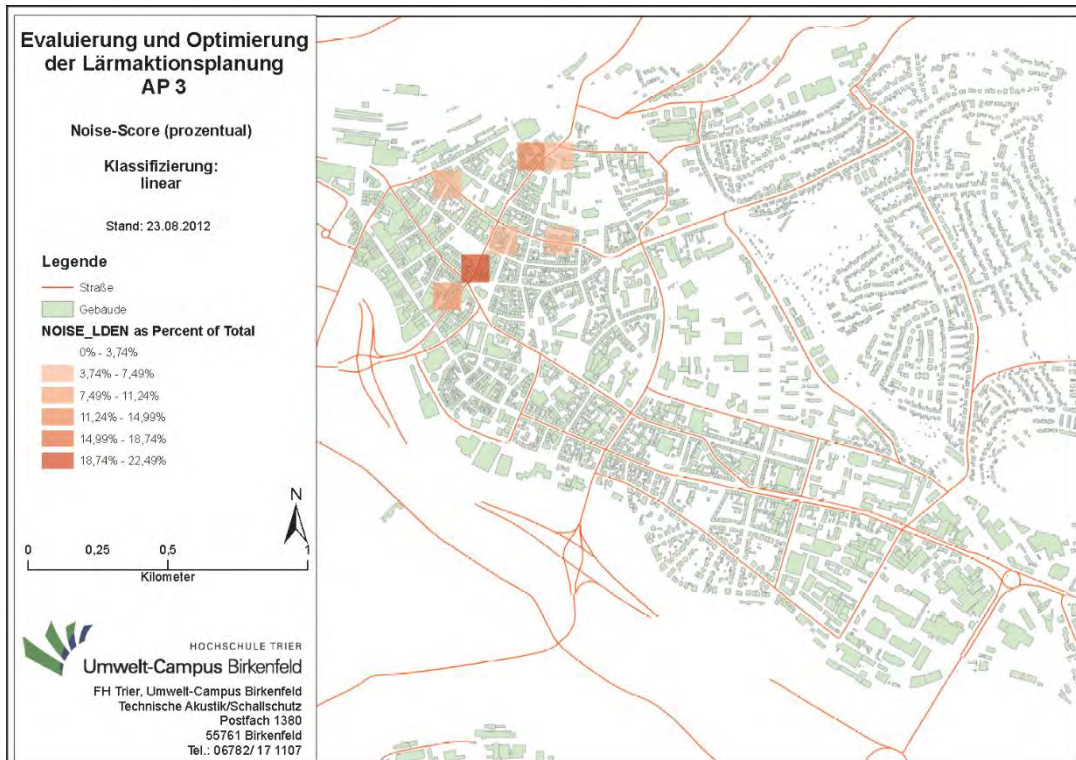 Evaluierung und Optimierung
der Lärmaktionsplanung
AP 3
Noise-Score (prozentual)
Klassifizierung:
linear
Stand: 23.08.2012
Legende
Straße
Gebäude
NOISE_LDEN as Percent of Total
0% - 3,74%
3,74% - 7,49%
7,49% - 11,24%
11,24% - 14,99%
14,99% - 18,74%
18,74% - 22,49%
N
0 0,25 0,5 1
Kilometer
HOCHSCHULE TRIER
Umwelt-Campus Birkenfeld
FH Trier, Umwelt-Campus Birkenfeld
Technische Akustik/Schallschutz
Postfach 1380
55761 Birkenfeld
Tel.: 06782/ 17 1107